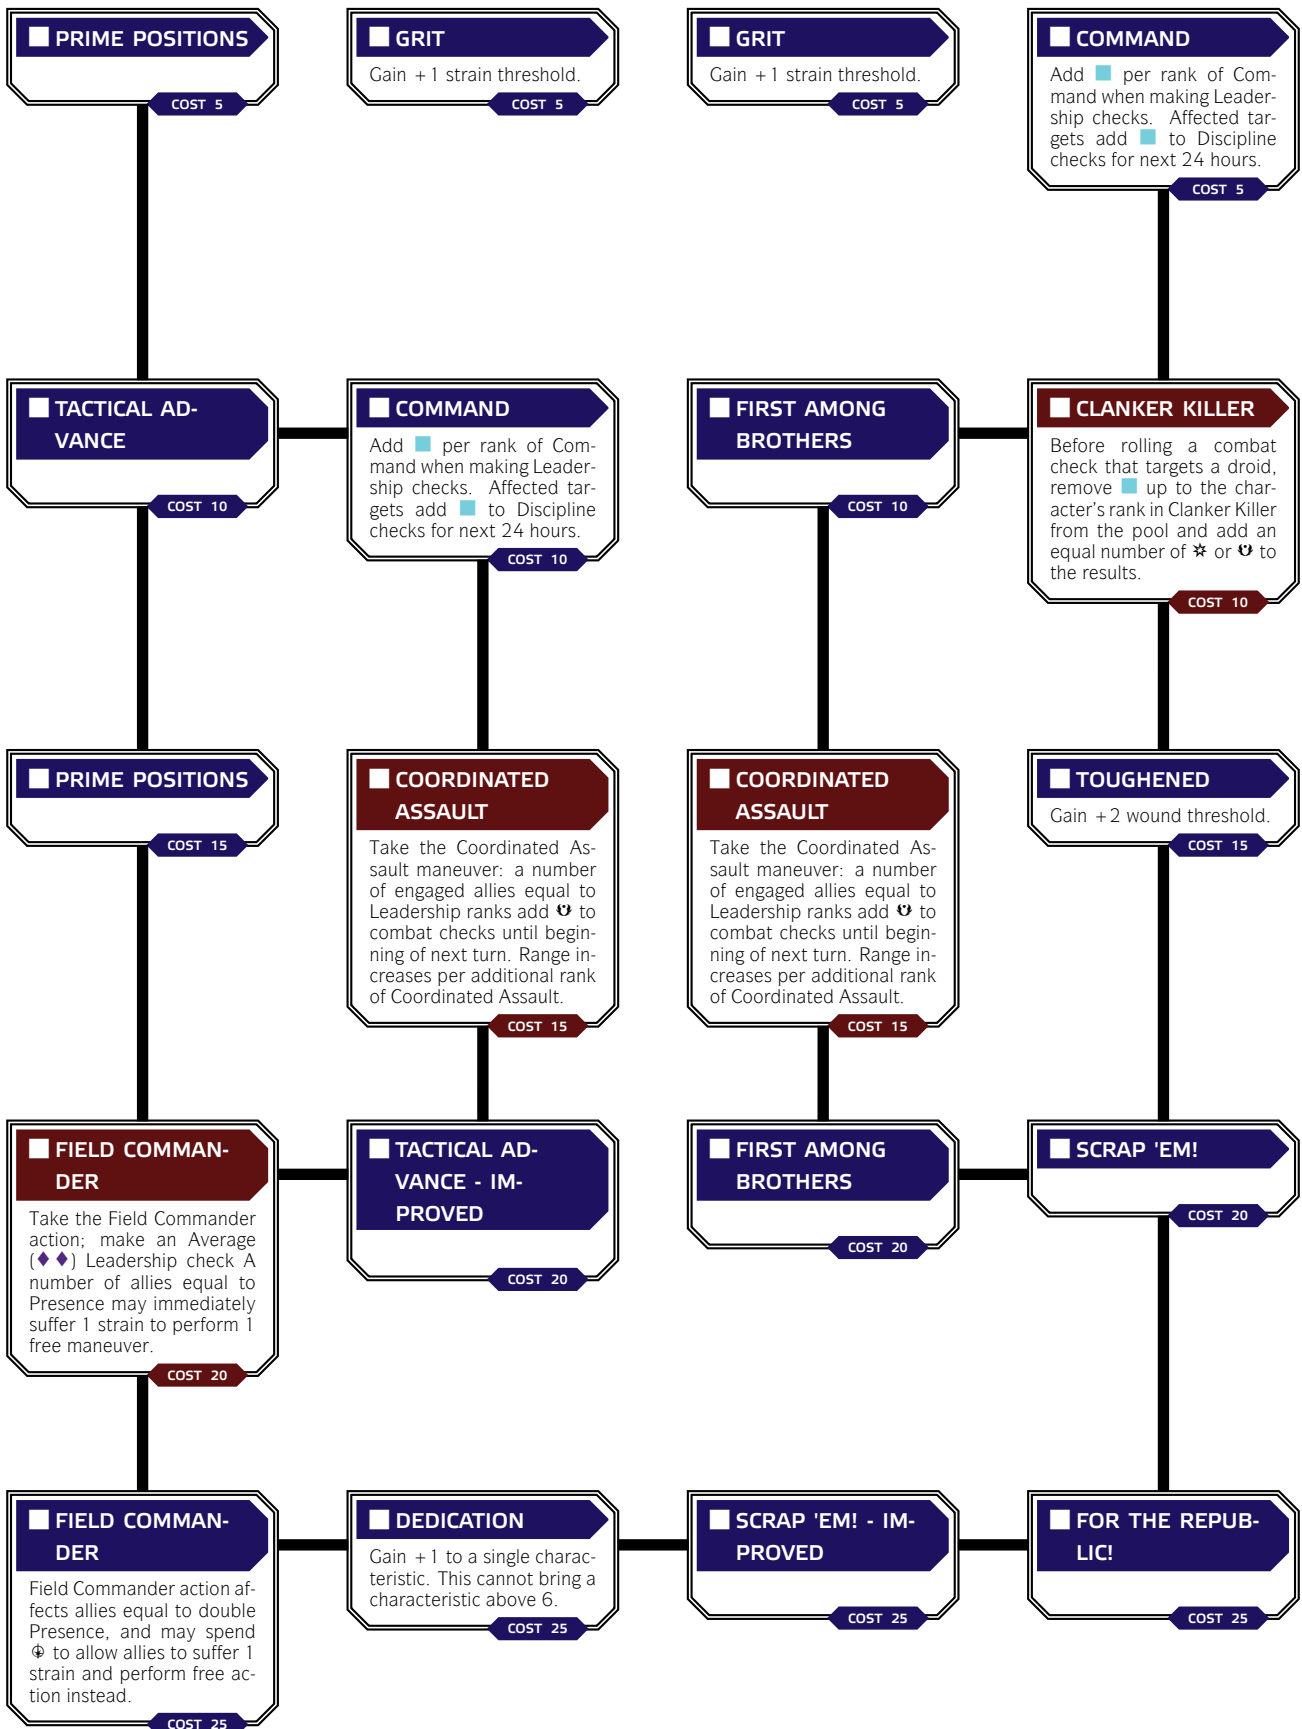 PRIME POSITIONS
COST 5
GRIT
Gain +1 strain threshold.
COST 5
GRIT
Gain +1 strain threshold.
COST 5
COMMAND
Add per rank of Com-
mand when making Leader-
ship checks. Affected tar-
gets add to Discipline
checks for next 24 hours.
COST 5
TACTICAL AD-
VANCE
COST 10
COMMAND
Add per rank of Com-
mand when making Leader-
ship checks. Affected tar-
gets add to Discipline
checks for next 24 hours.
COST 10
FIRST AMONG
BROTHERS
COST 10
CLANKER KILLER
Before rolling a combat
check that targets a droid,
remove up to the char-
acter's rank in Clanker Killer
from the pool and add an
equal number of or to
the results.
COST 10
PRIME POSITIONS
COST 15
COORDINATED
ASSAULT
Take the Coordinated As-
sault maneuver: a number
of engaged allies equal to
Leadership ranks add to
combat checks until begin-
ning of next turn. Range in-
creases per additional rank
of Coordinated Assault.
COST 15
COORDINATED
ASSAULT
Take the Coordinated As-
sault maneuver: a number
of engaged allies equal to
Leadership ranks add to
combat checks until begin-
ning of next turn. Range in-
creases per additional rank
of Coordinated Assault.
COST 15
TOUGHENED
Gain +2 wound threshold.
COST 15
FIELD COMMAN-
DER
Take the Field Commander
action; make an Average
(♦ ♦) Leadership check A
number of allies equal to
Presence may immediately
suffer 1 strain to perform 1
free maneuver.
COST 20
TACTICAL AD-
VANCE - IM-
PROVED
COST 20
FIRST AMONG
BROTHERS
COST 20
SCRAP 'EM!
COST 20
FIELD COMMAN-
DER
Field Commander action af-
fects allies equal to double
Presence, and may spend
to allow allies to suffer 1
strain and perform free ac-
tion instead.
COST 25
DEDICATION
Gain +1 to a single charac-
teristic. This cannot bring a
characteristic above 6.
COST 25
SCRAP 'EM! - IM-
PROVED
COST 25
FOR THE REPUB-
LIC!
COST 25